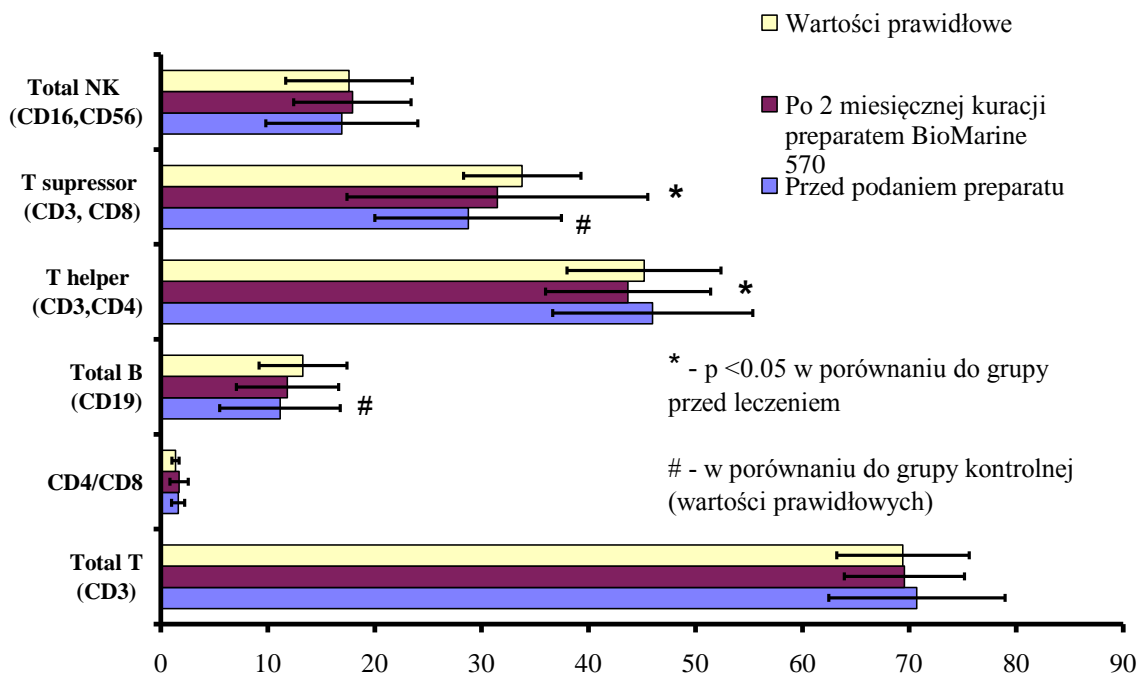 Wartości prawidłowe
Po 2 miesięcznej kuracji
preparatem BioMarine
570
Przed podaniem preparatu
Total NK
(CD16,CD56)
T supressor
(CD3, CD8)
*
#
T helper
(CD3,CD4)
*
Total B
(CD19)
#
* - p <0.05 w porównaniu do grupy
przed leczeniem
CD4/CD8
# - w porównaniu do grupy kontrolnej
(wartości prawidłowych)
Total T
(CD3)
0 10 20 30 40 50 60 70 80 90